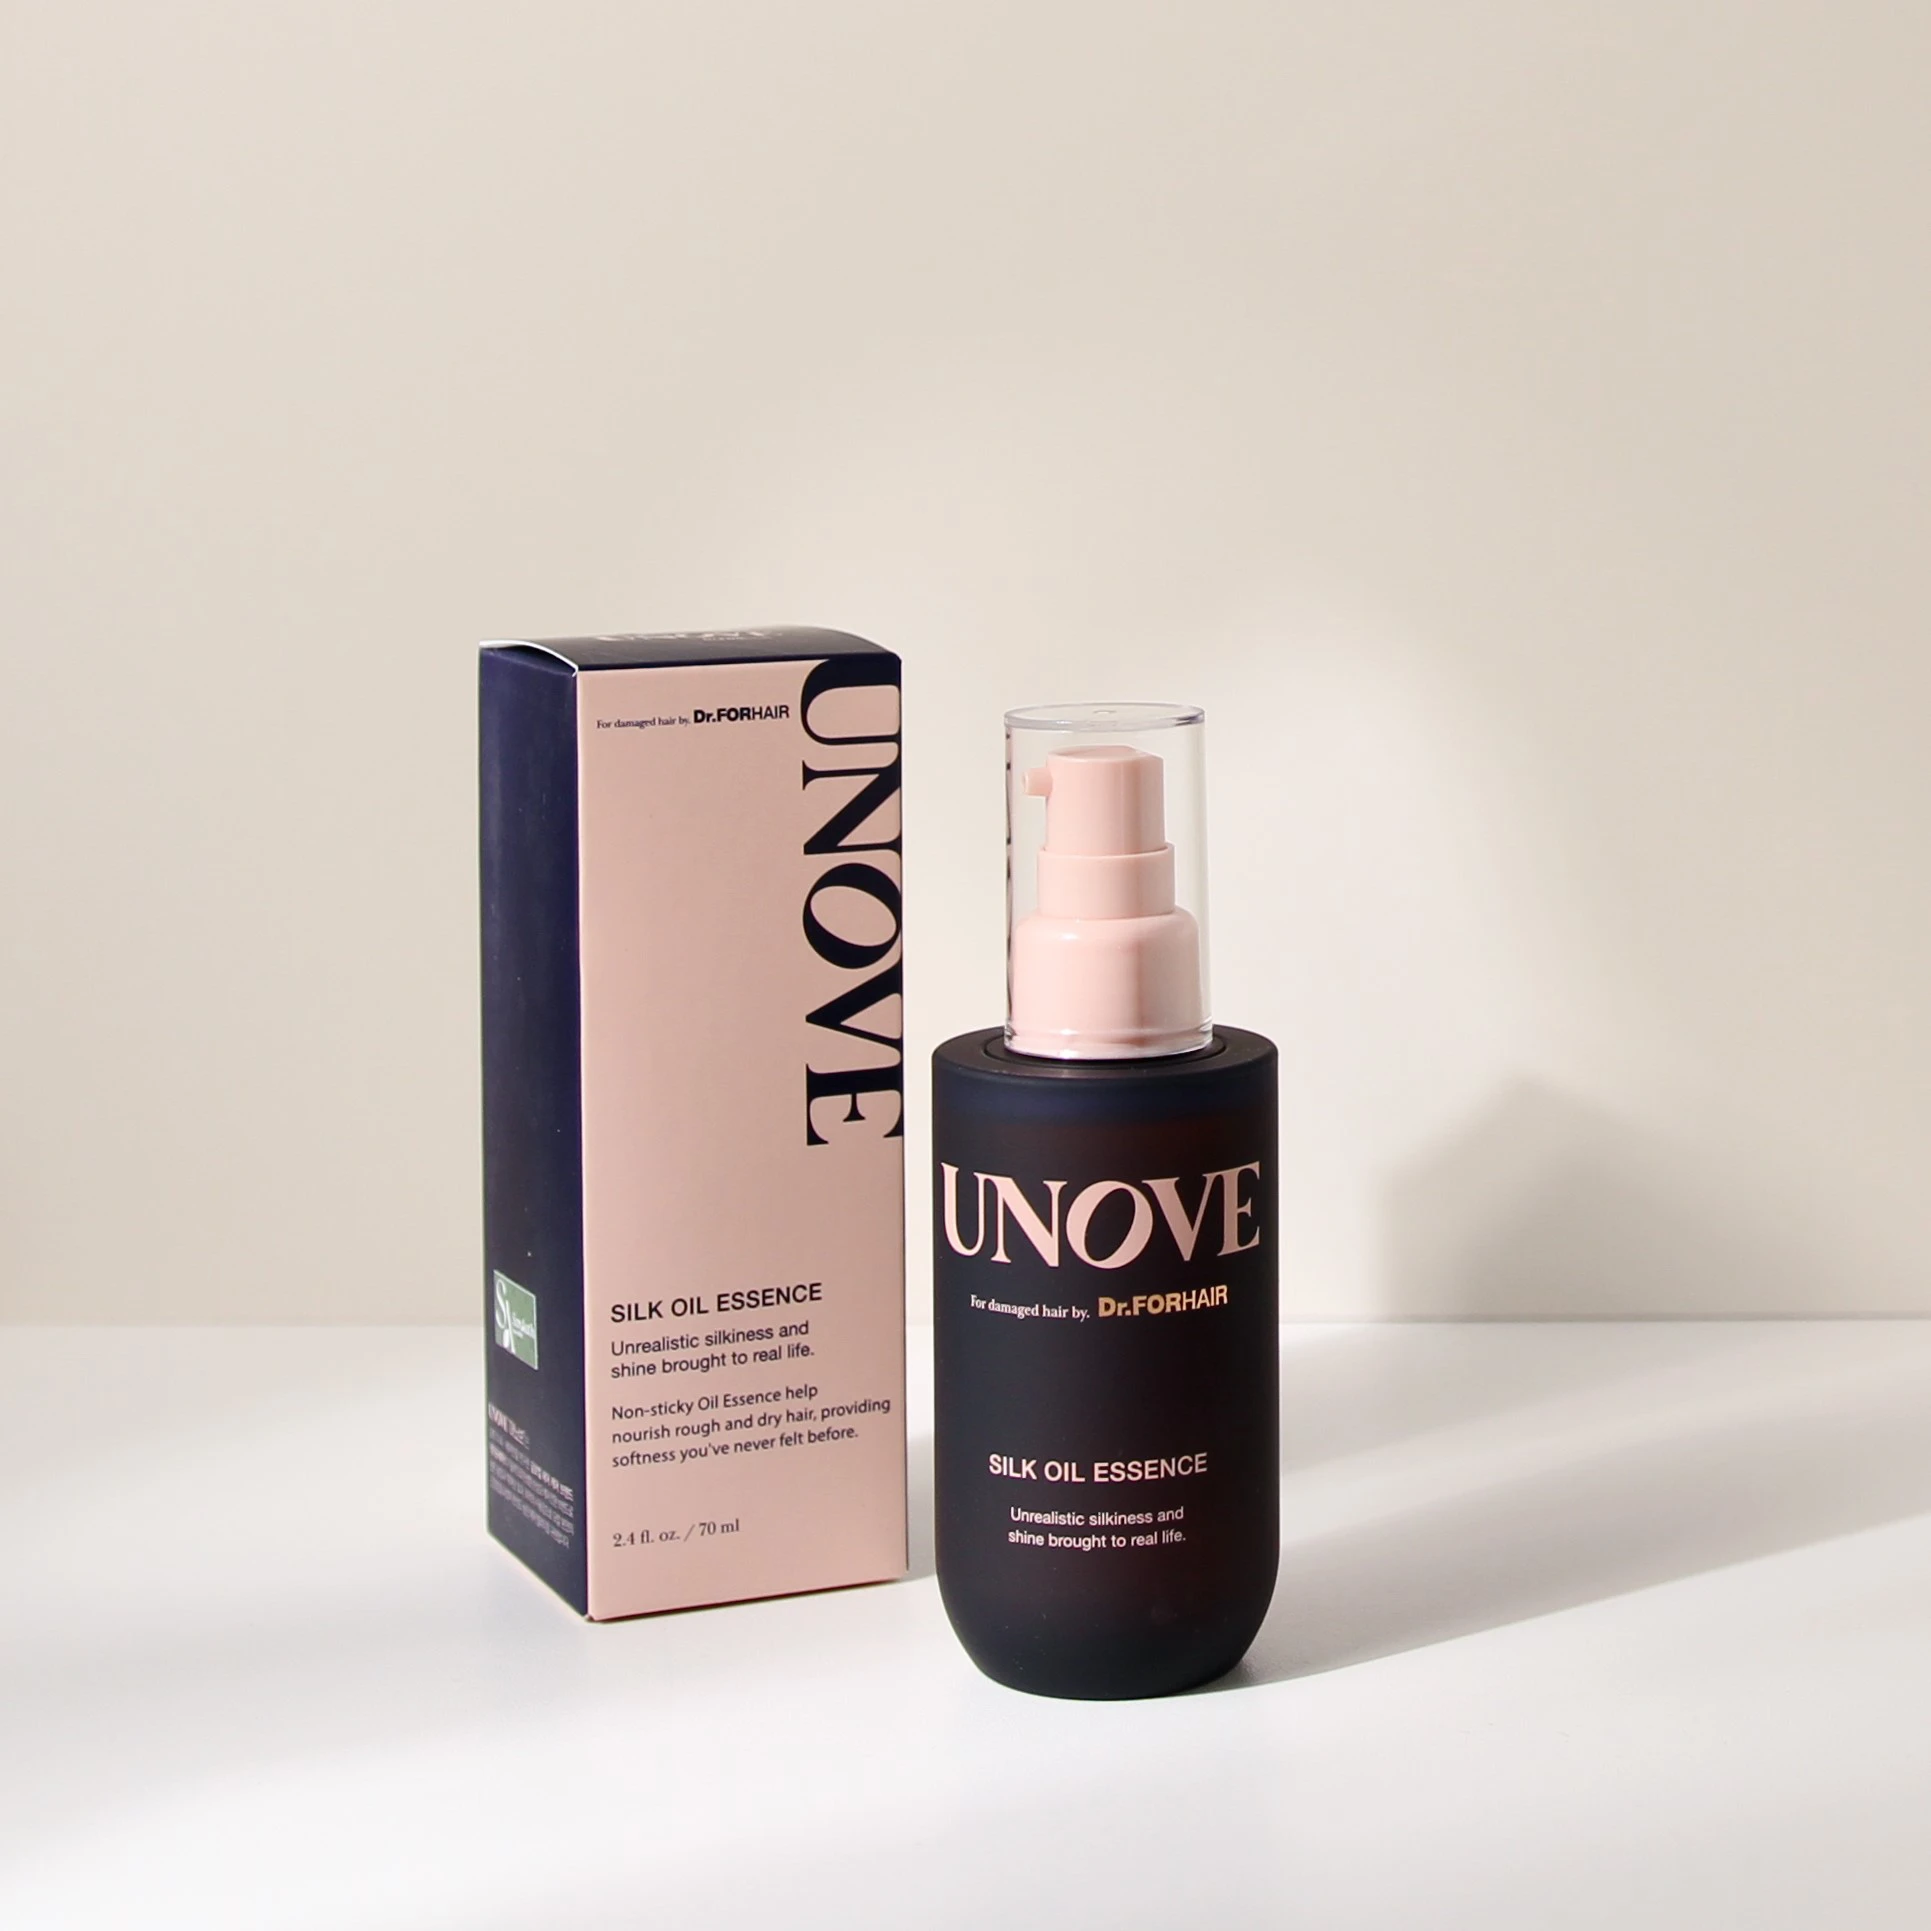 UNOVE
For damaged hair by. Dr.FORHAIR
UNOVE
SILK OIL ESSENCE
Unrealistic silkiness and
shine brought to real life.
Non-sticky Oil Essence help
nourish rough and dry hair, providing
softness you've never felt before.
2.4 fl. oz. / 70 ml
UNOVE
UNOVE
For damaged hair by. Dr.FORHAIR
SILK OIL ESSENCE
Unrealistic silkiness and
shine brought to real life.